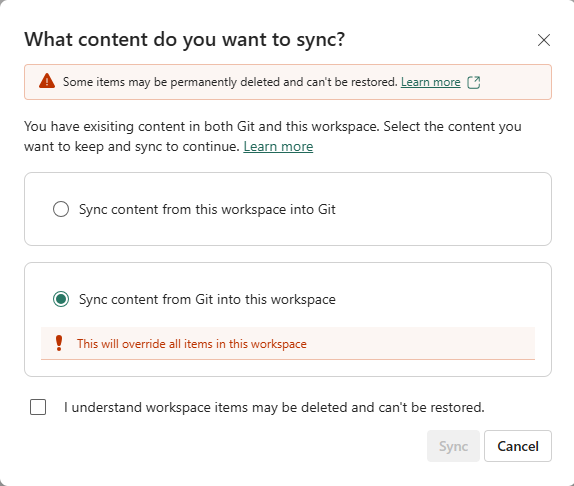 What content do you want to sync?
Some items may be permanently deleted and can't be restored. Learn more
You have exisiting content in both Git and this workspace. Select the content you
want to keep and sync to continue. Learn more
Sync content from this workspace into Git
Sync content from Git into this workspace
This will override all items in this workspace
I understand workspace items may be deleted and can't be restored.
Sync Cancel